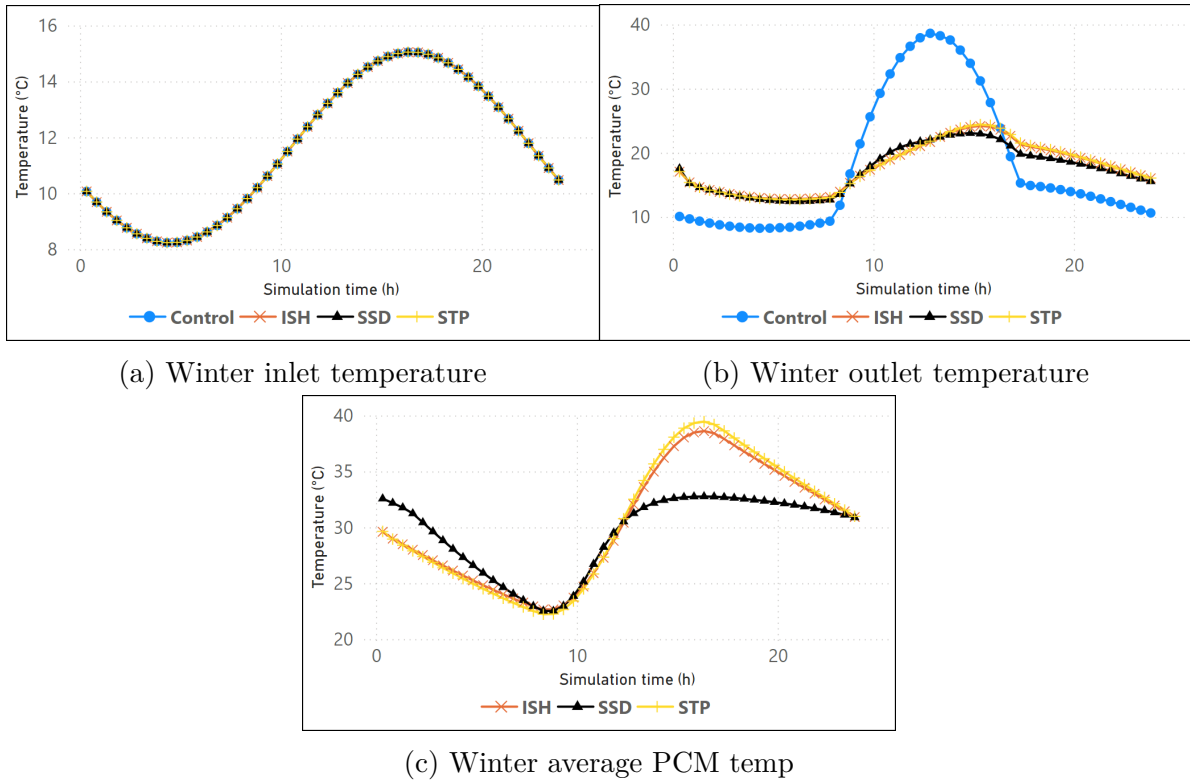 16
14
12
10
8
Temperature (°C)
0
10
20
Simulation time (h)
Control ISH SSD STP
(a) Winter inlet temperature
40
30
20
10
Temperature (°C)
0
10
20
Simulation time (h)
Control ISH SSD STP
(b) Winter outlet temperature
40
35
30
25
20
Temperature (°C)
0
10
20
Simulation time (h)
ISH SSD STP
(c) Winter average PCM temp